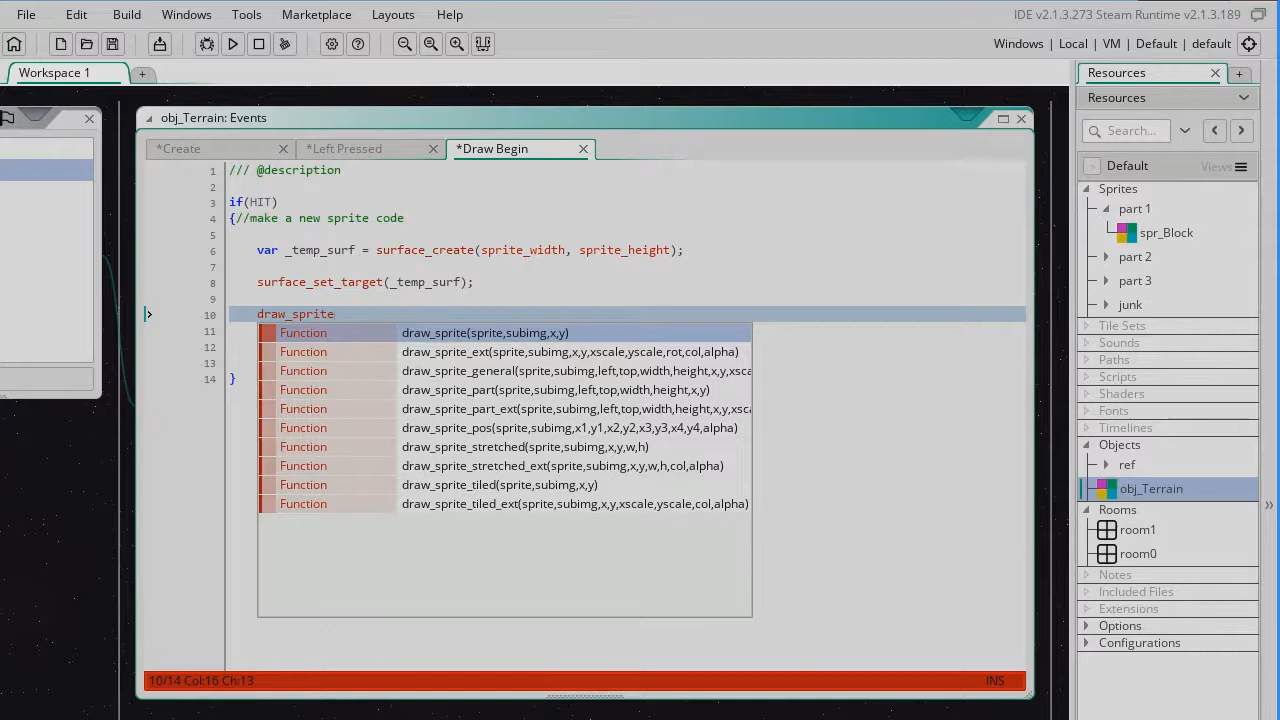 File Edit Build Windows Tools Marketplace Layouts Help
IDE v2.1.3.273 Steam Runtime v2.1.3.189
Windows | Local | VM | Default | default
Workspace 1
Resources
Resources
Search...
Default
Views
obj_Terrain: Events
*Create
*Left Pressed
*Draw Begin
1 /// @description
2
3 if(HIT)
4 {//make a new sprite code
5
6 var _temp_surf = surface_create(sprite_width, sprite_height);
7
8 surface_set_target(_temp_surf);
9
10 draw_sprite
11
12
13
14 }
Function draw_sprite(sprite,subimg,x,y)
Function draw_sprite_ext(sprite,subimg,x,y,xscale,yscale,rot,col,alpha)
Function draw_sprite_general(sprite,subimg,left,top,width,height,x,y,xsca
Function draw_sprite_part(sprite,subimg,left,top,width,height,x,y)
Function draw_sprite_part_ext(sprite,subimg,left,top,width,height,x,y,xsca
Function draw_sprite_pos(sprite,subimg,x1,y1,x2,y2,x3,y3,x4,y4,alpha)
Function draw_sprite_stretched(sprite,subimg,x,y,w,h)
Function draw_sprite_stretched_ext(sprite,subimg,x,y,w,h,col,alpha)
Function draw_sprite_tiled(sprite,subimg,x,y)
Function draw_sprite_tiled_ext(sprite,subimg,x,y,xscale,yscale,col,alpha)
10/14 Col:16 Ch:13
INS
Sprites
part 1
spr_Block
part 2
part 3
junk
Tile Sets
Sounds
Paths
Scripts
Shaders
Fonts
Timelines
Objects
ref
obj_Terrain
Rooms
room1
room0
Notes
Included Files
Extensions
Options
Configurations